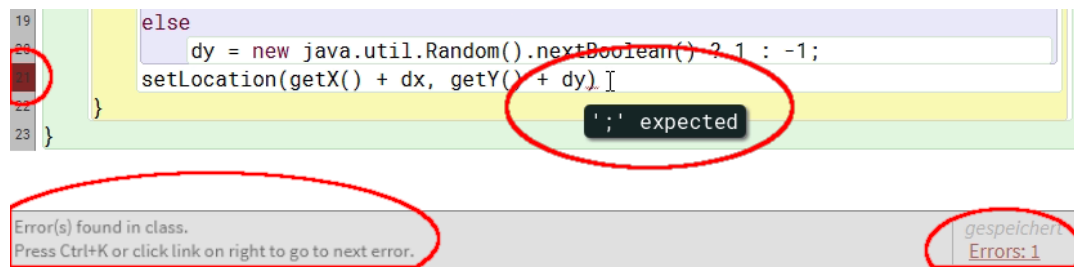 19 else
20 dy = new java.util.Random().nextBoolean() ? 1 : -1;
21 setLocation(getX() + dx, getY() + dy)
22 }
';' expected
23 }
Error(s) found in class.
gespeichert
Press Ctrl+K or click link on right to go to next error.
Errors: 1